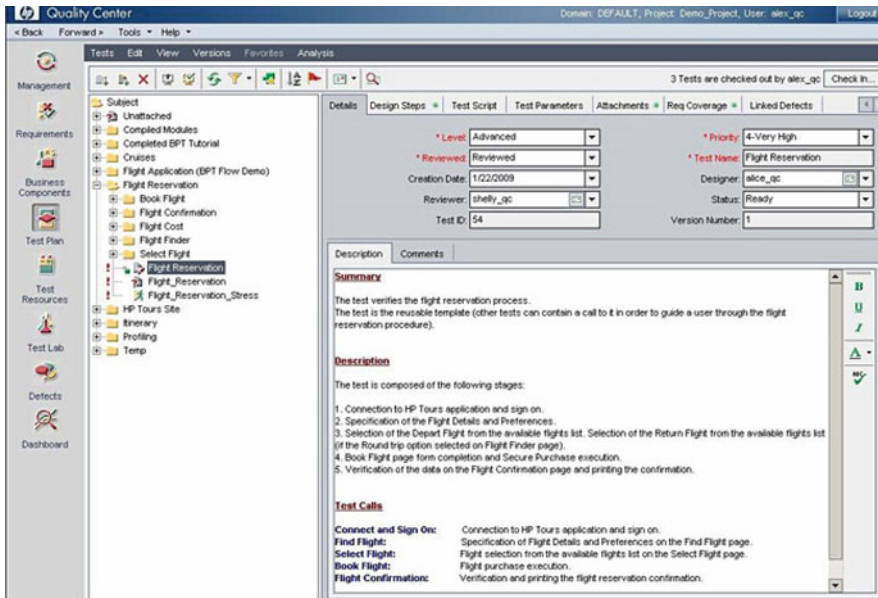 hp Quality Center
Domain: DEFAULT, Project: Demo_Project, User: alex_qc
Logout
< Back Forward > Tools Help
Tests Edit View Versions Favorites Analysis
3 Tests are checked out by alex_qc
Check In...
Management
Requirements
Business
Components
Test Plan
Test
Resources
Test Lab
Defects
Dashboard
Subject
Unattached
Compiled Modules
Completed BPT Tutorial
Cruises
Flight Application (BPT Flow Demo)
Flight Reservation
Book Flight
Flight Confirmation
Flight Cost
Flight Finder
Select Flight
Flight Reservation
Flight_Reservation
Flight_Reservation_Stress
HP Tours Site
Itinerary
Profiling
Temp
Details Design Steps Test Script Test Parameters Attachments Req Coverage Linked Defects
* Level: Advanced
* Priority: 4-Very High
* Reviewed: Reviewed
* Test Name: Flight Reservation
Creation Date: 1/22/2009
Designer: alice_qc
Reviewer: shelly_qc
Status: Ready
Test ID: 54
Version Number: 1
Description Comments
Summary
The test verifies the flight reservation process.
The test is the reusable template (other tests can contain a call to it in order to guide a user through the flight
reservation procedure).
Description
The test is composed of the following stages:
1. Connection to HP Tours application and sign on.
2. Specification of the Flight Details and Preferences.
3. Selection of the Depart Flight from the available flights list. Selection of the Return Flight from the available flights list
(if the Round trip option selected on Flight Finder page).
4. Book Flight page form completion and Secure Purchase execution.
5. Verification of the data on the Flight Confirmation page and printing the confirmation.
Test Calls
Connect and Sign On: Connection to HP Tours application and sign on.
Find Flight: Specification of Flight Details and Preferences on the Find Flight page.
Select Flight: Flight selection from the available flights list on the Select Flight page.
Book Flight: Flight purchase execution.
Flight Confirmation: Verification and printing the flight reservation confirmation.
B
U
I
A
ABC